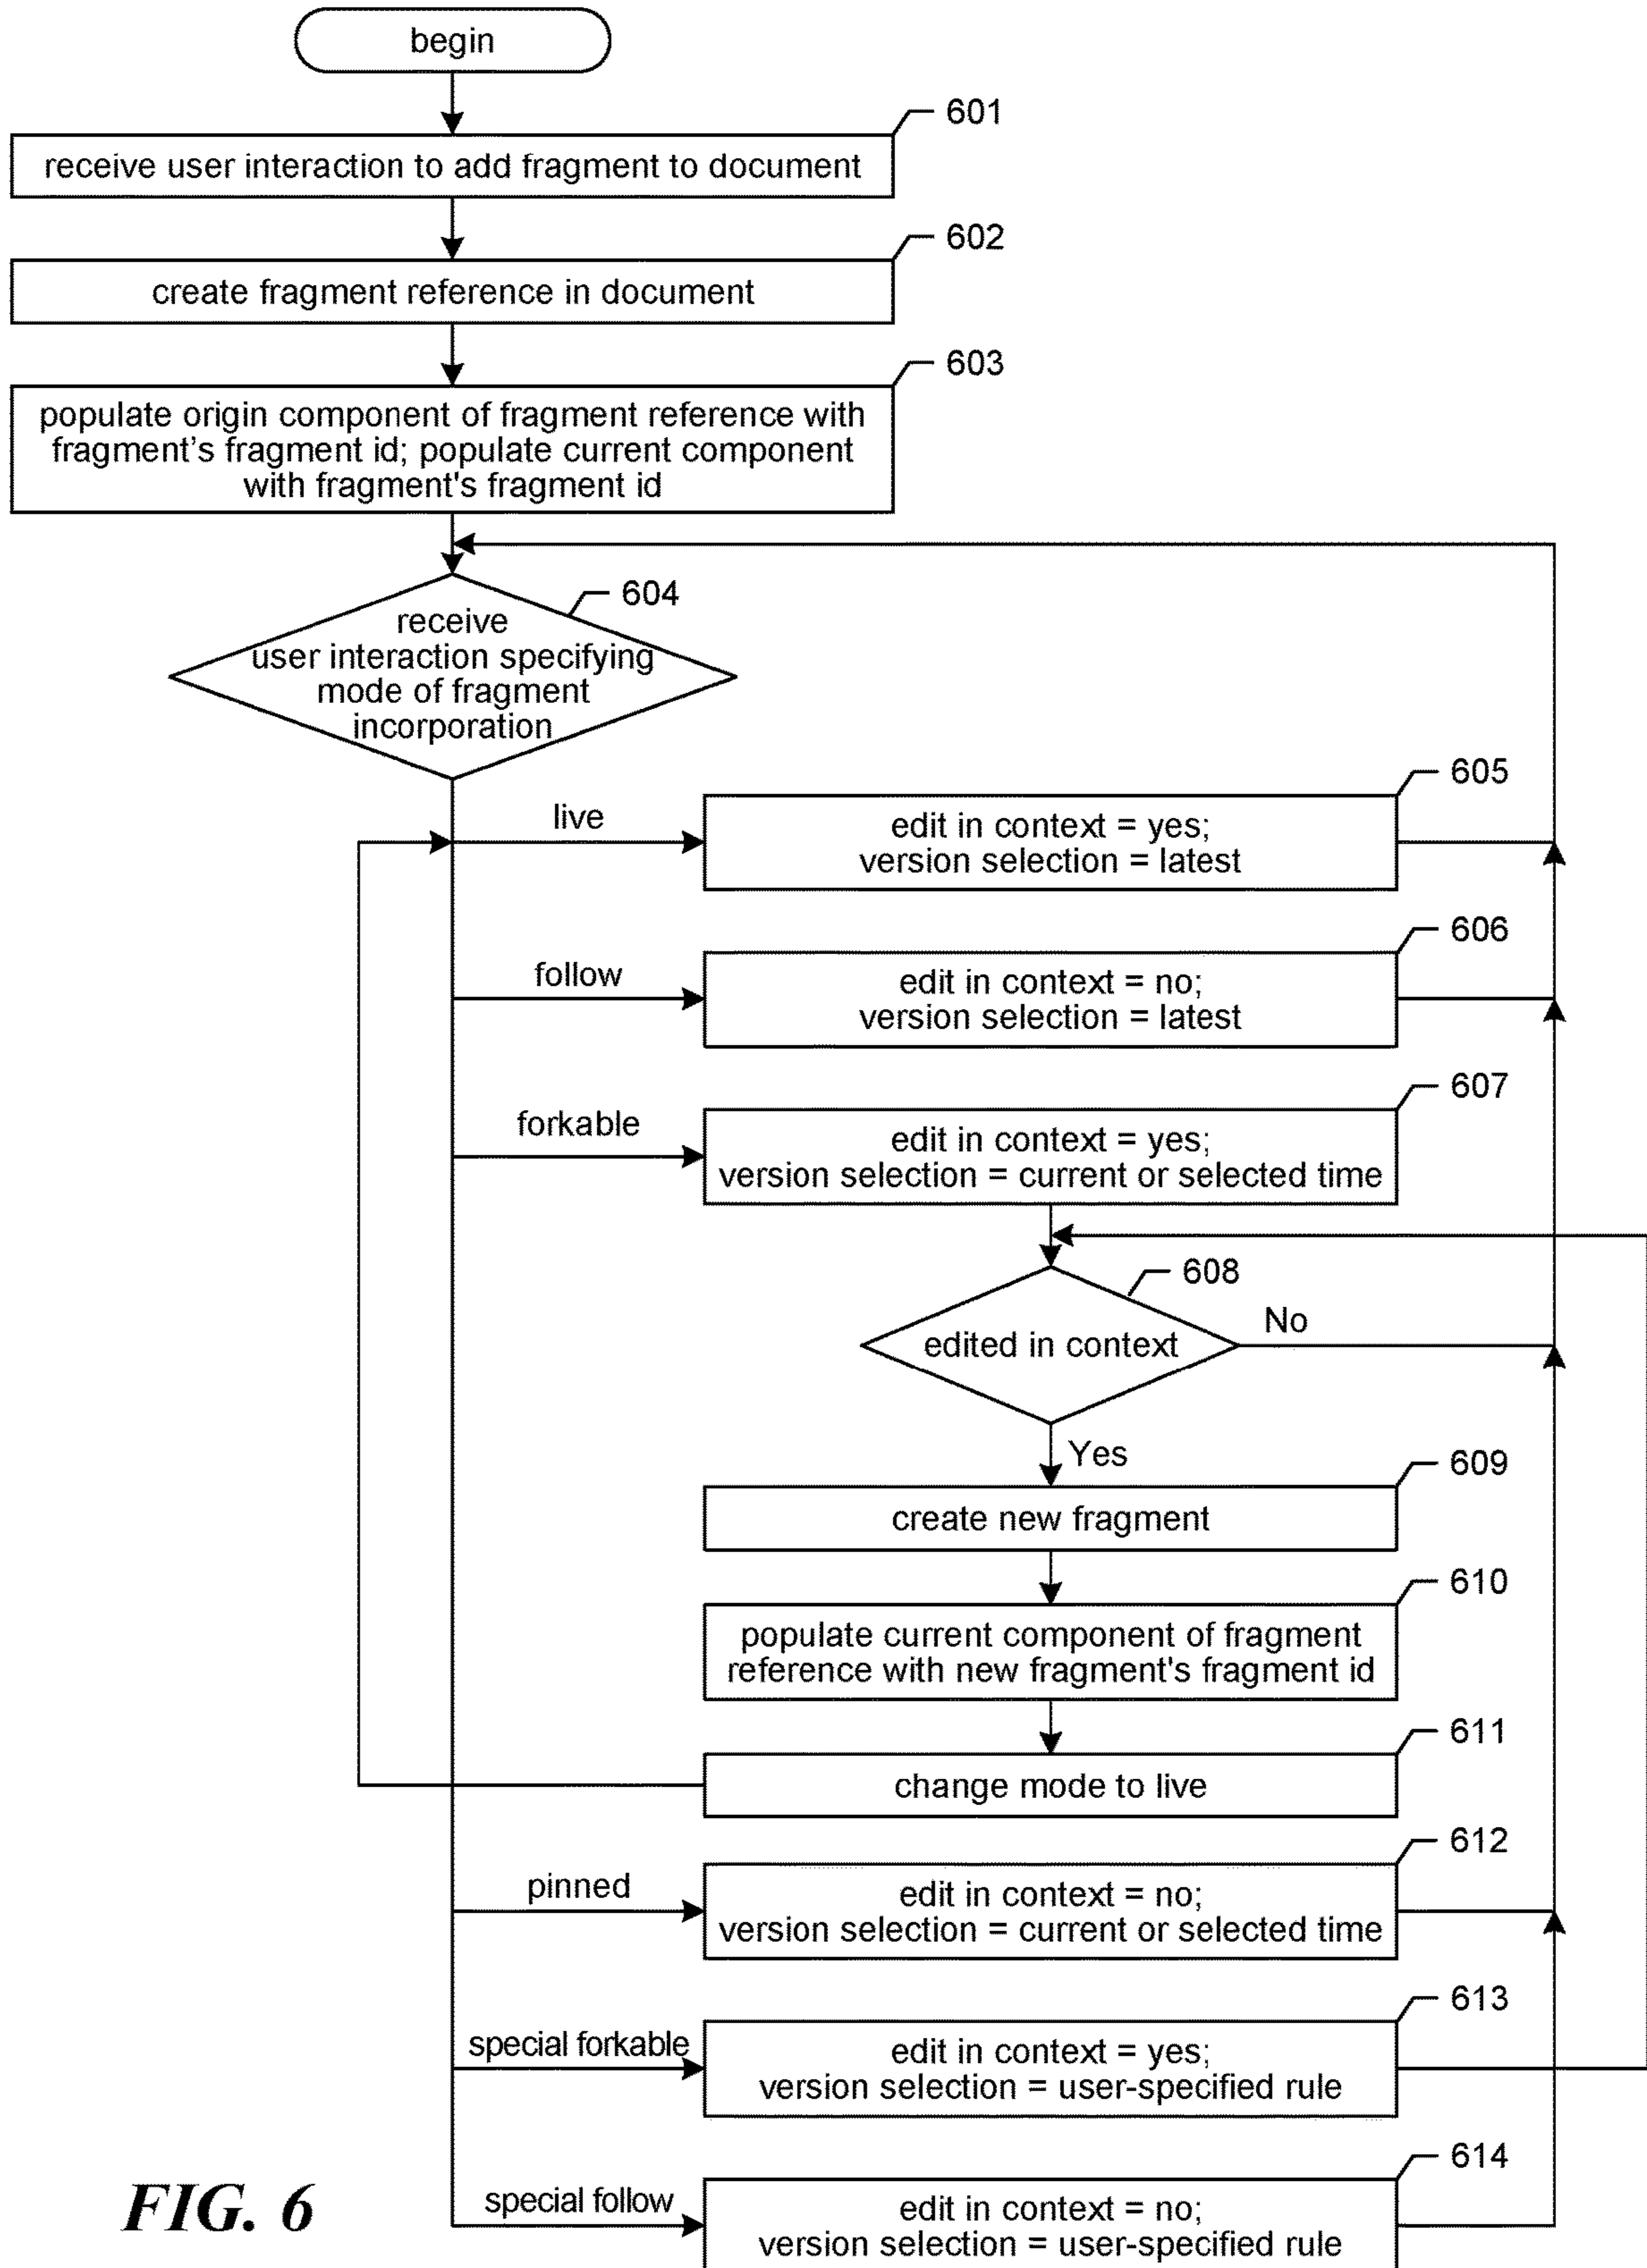 begin
601
receive user interaction to add fragment to document
602
create fragment reference in document
603
populate origin component of fragment reference with
fragment’s fragment id; populate current component
with fragment's fragment id
604
receive
user interaction specifying
mode of fragment
incorporation
605
live
edit in context = yes;
version selection = latest
606
follow
edit in context = no;
version selection = latest
607
forkable
edit in context = yes;
version selection = current or selected time
608
edited in context
No
Yes
609
create new fragment
610
populate current component of fragment
reference with new fragment's fragment id
611
change mode to live
612
pinned
edit in context = no;
version selection = current or selected time
613
special forkable
edit in context = yes;
version selection = user-specified rule
614
special follow
edit in context = no;
version selection = user-specified rule
FIG. 6